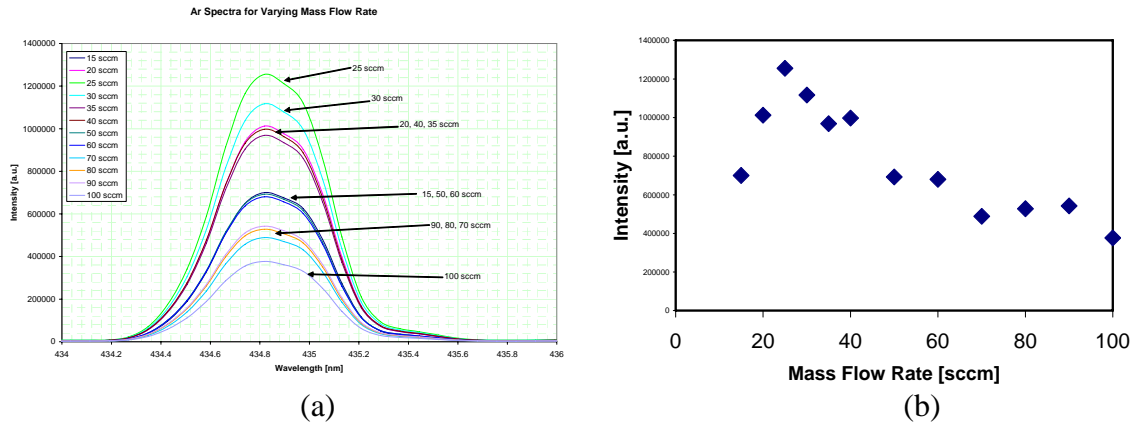 Ar Spectra for Varying Mass Flow Rate
1400000
1200000
1000000
800000
600000
400000
200000
0
Intensity [a.u.]
15 sccm
20 sccm
25 sccm
30 sccm
35 sccm
40 sccm
50 sccm
60 sccm
70 sccm
80 sccm
90 sccm
100 sccm
25 sccm
30 sccm
20, 40, 35 sccm
15, 50, 60 sccm
90, 80, 70 sccm
100 sccm
434 434.2 434.4 434.6 434.8 435 435.2 435.4 435.6 435.8 436
Wavelength [nm]
(a)
1400000
1200000
1000000
800000
600000
400000
200000
0
Intensity [a.u.]
0 20 40 60 80 100
Mass Flow Rate [sccm]
(b)